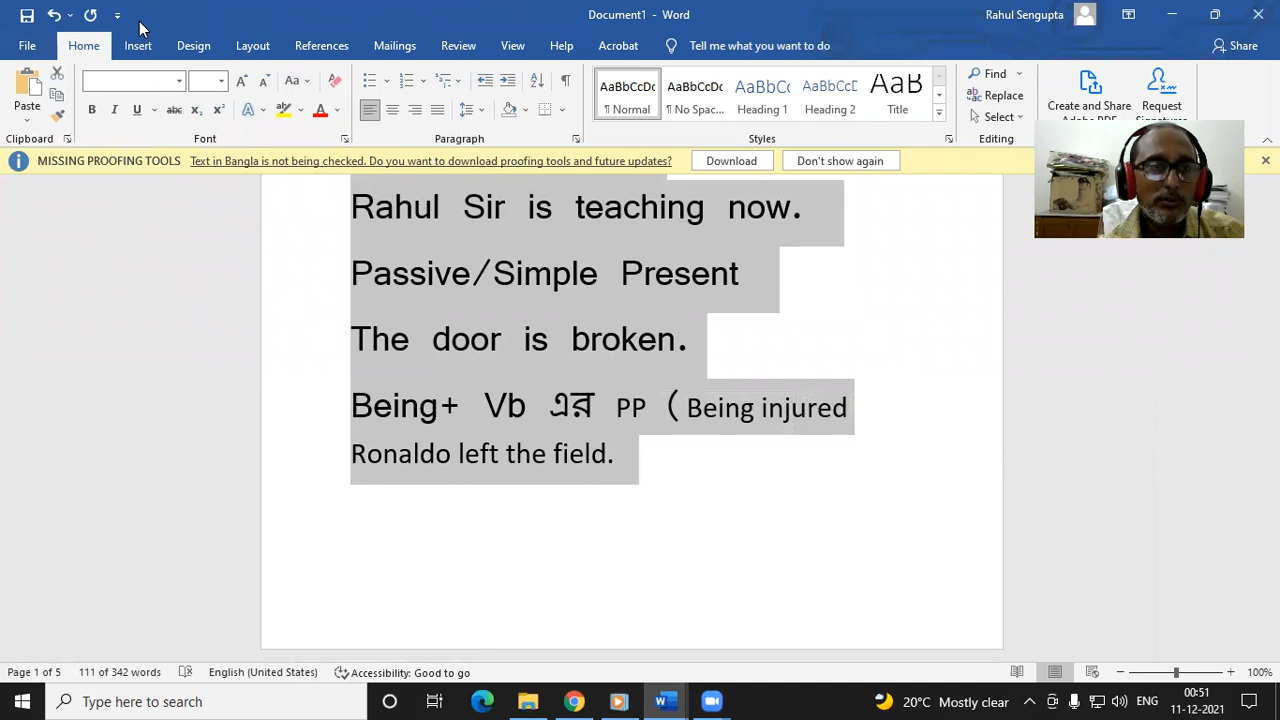 Document1 - Word
Rahul Sengupta
File Home Insert Design Layout References Mailings Review View Help Acrobat Tell me what you want to do Share
Paste
Find
Replace
Select
AaBbCcDc AaBbCcDc AaBbCc AaBbCcD AaB
¶ Normal ¶ No Spac... Heading 1 Heading 2 Title
Create and Share Request
Clipboard Font Paragraph Styles Editing
MISSING PROOFING TOOLS Text in Bangla is not being checked. Do you want to download proofing tools and future updates? Download Don't show again
Rahul Sir is teaching now.
Passive/Simple Present
The door is broken.
Being+ Vb এর PP ( Being injured
Ronaldo left the field.
Page 1 of 5 111 of 342 words English (United States) Accessibility: Good to go 100%
Type here to search
20°C Mostly clear
ENG
00:51
11-12-2021